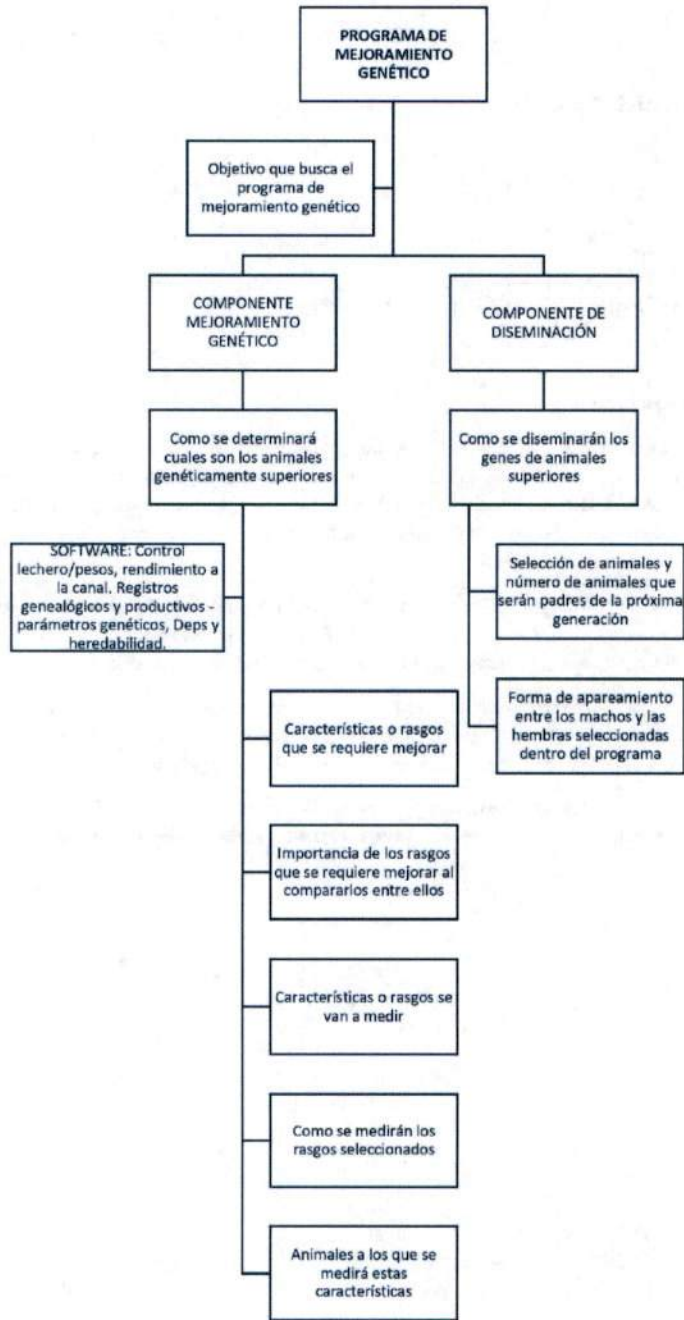 PROGRAMA DE
MEJORAMIENTO
GENÉTICO
Objetivo que busca el
programa de
mejoramiento genético
COMPONENTE
MEJORAMIENTO
GENÉTICO
COMPONENTE DE
DISEMINACIÓN
Como se determinará
cuales son los animales
genéticamente superiores
Como se diseminarán los
genes de animales
superiores
SOFTWARE: Control
lechero/pesos, rendimiento a
la canal. Registros
genealógicos y productivos -
parámetros genéticos, Deps y
heredabilidad.
Selección de animales y
número de animales que
serán padres de la próxima
generación
Forma de apareamiento
entre los machos y las
hembras seleccionadas
dentro del programa
Características o rasgos
que se requiere mejorar
Importancia de los rasgos
que se requiere mejorar al
compararlos entre ellos
Características o rasgos se
van a medir
Como se medirán los
rasgos seleccionados
Animales a los que se
medirá estas
características